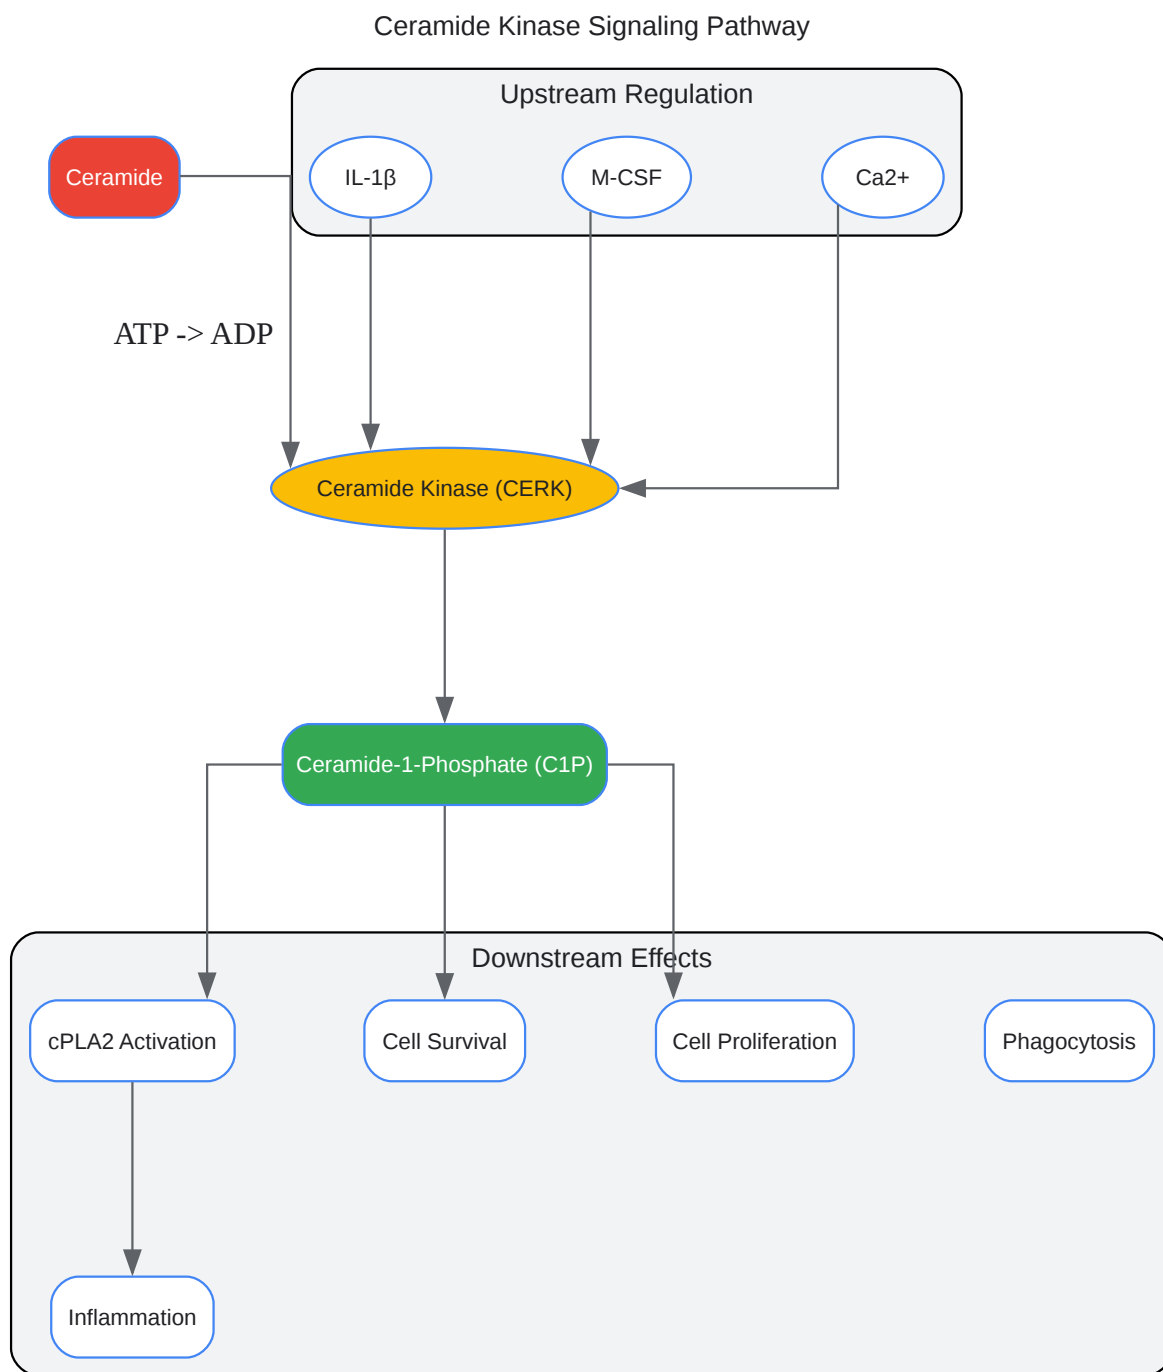 Ceramide Kinase Signaling Pathway
Upstream Regulation
Ceramide
IL-1β
M-CSF
Ca2+
ATP -> ADP
Ceramide Kinase (CERK)
Ceramide-1-Phosphate (C1P)
Downstream Effects
cPLA2 Activation
Cell Survival
Cell Proliferation
Phagocytosis
Inflammation